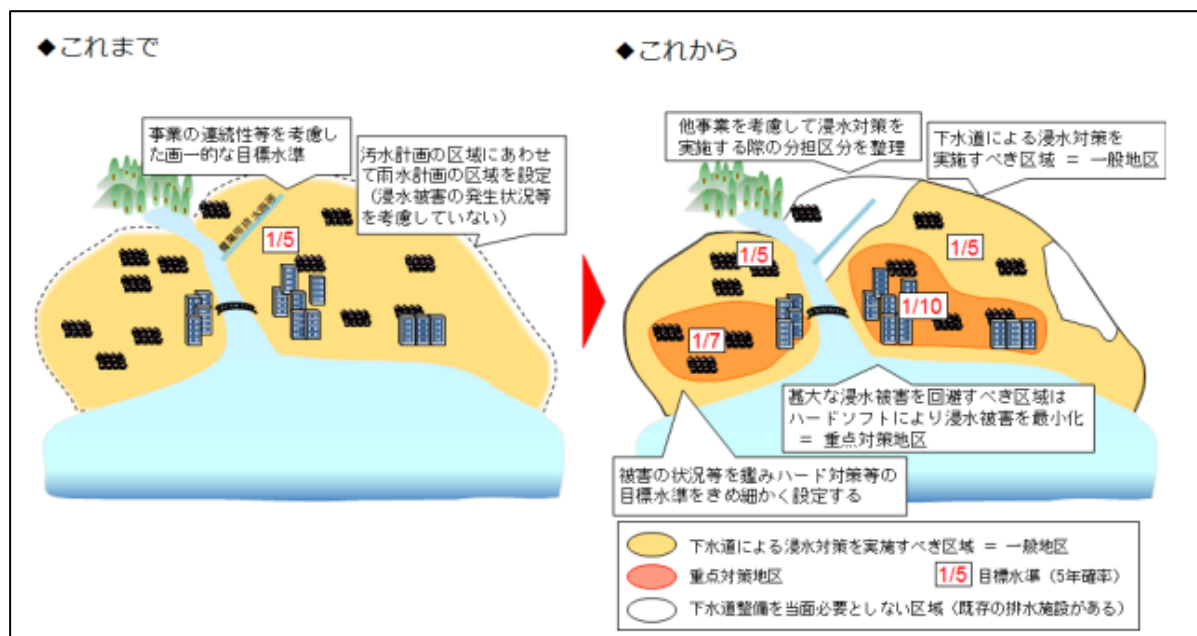 ◆これまで
事業の連続性等を考慮し
た画一的な目標水準
汚水計画の区域にあわせ
て雨水計画の区域を設定
(浸水被害の発生状況等
を考慮していない)
農業用排水路等
1/5
◆これから
他事業を考慮して浸水対策を
実施する際の分担区分を整理
下水道による浸水対策を
実施すべき区域 = 一般地区
1/5
1/5
1/10
1/7
甚大な浸水被害を回避すべき区域は
ハードソフトにより浸水被害を最小化
= 重点対策地区
被害の状況等を鑑みハード対策等の
目標水準をきめ細かく設定する
下水道による浸水対策を実施すべき区域 = 一般地区
重点対策地区
1/5 目標水準(5年確率)
下水道整備を当面必要としない区域(既存の排水施設がある)